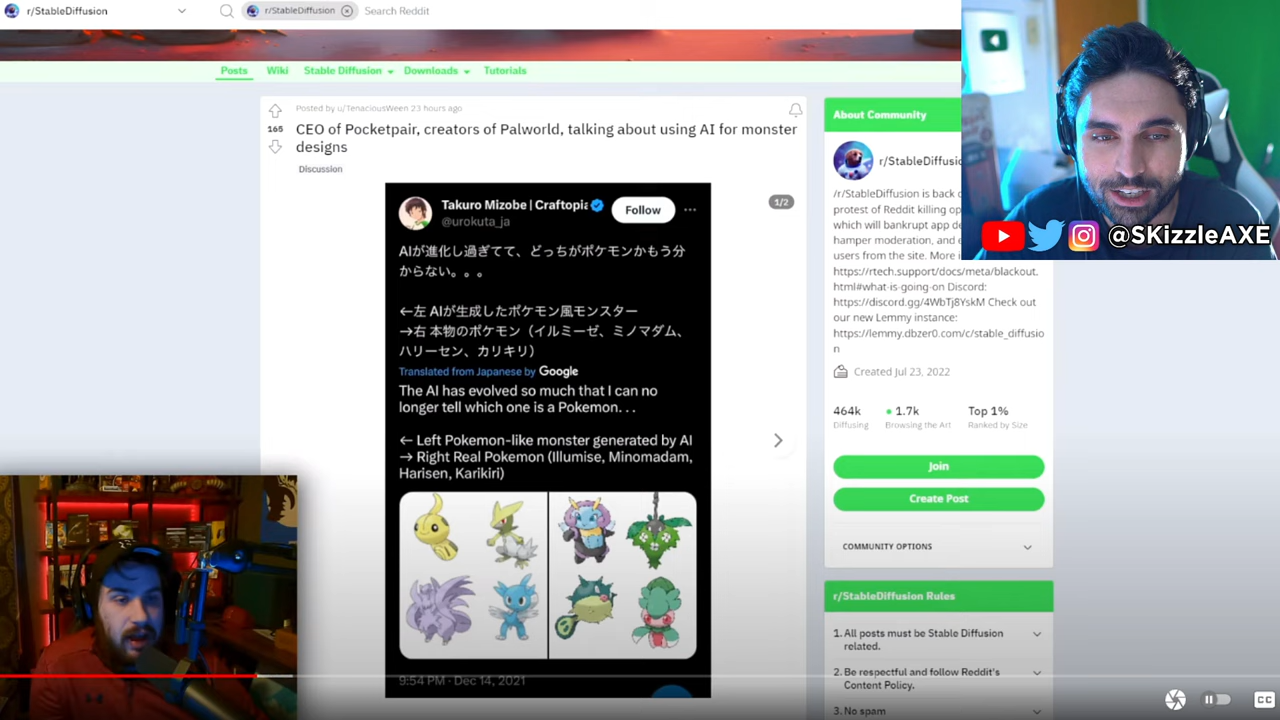 r/StableDiffusion
r/StableDiffusion
Search Reddit
Posts
Wiki
Stable Diffusion
Downloads
Tutorials
Posted by u/TenaciousWeen 23 hours ago
165
CEO of Pocketpair, creators of Palworld, talking about using AI for monster
designs
Discussion
1/2
Takuro Mizobe | Craftopia
@urokuta_ja
Follow
AIが進化し過ぎてて、どっちがポケモンかもう分
からない。。。
←左 AIが生成したポケモン風モンスター
→右 本物のポケモン（イルミーゼ、ミノマダム、
ハリーセン、カリキリ）
Translated from Japanese by Google
The AI has evolved so much that I can no
longer tell which one is a Pokemon. . .
← Left Pokemon-like monster generated by AI
→ Right Real Pokemon (Illumise, Minomadam,
Harisen, Karikiri)
9:54 PM · Dec 14, 2021
About Community
r/StableDiffusio
/r/StableDiffusion is back
protest of Reddit killing op
which will bankrupt app de
hamper moderation, and e
users from the site. More i
https://rtech.support/docs/meta/blackout.
html#what-is-going-on Discord:
https://discord.gg/4WbTj8YskM Check out
our new Lemmy instance:
https://lemmy.dbzer0.com/c/stable_diffusio
n
Created Jul 23, 2022
464k
1.7k
Top 1%
Diffusing
Browsing the Art
Ranked by Size
Join
Create Post
COMMUNITY OPTIONS
r/StableDiffusion Rules
1. All posts must be Stable Diffusion
related.
2. Be respectful and follow Reddit's
Content Policy.
3. No spam
@SKizzleAXE
CC